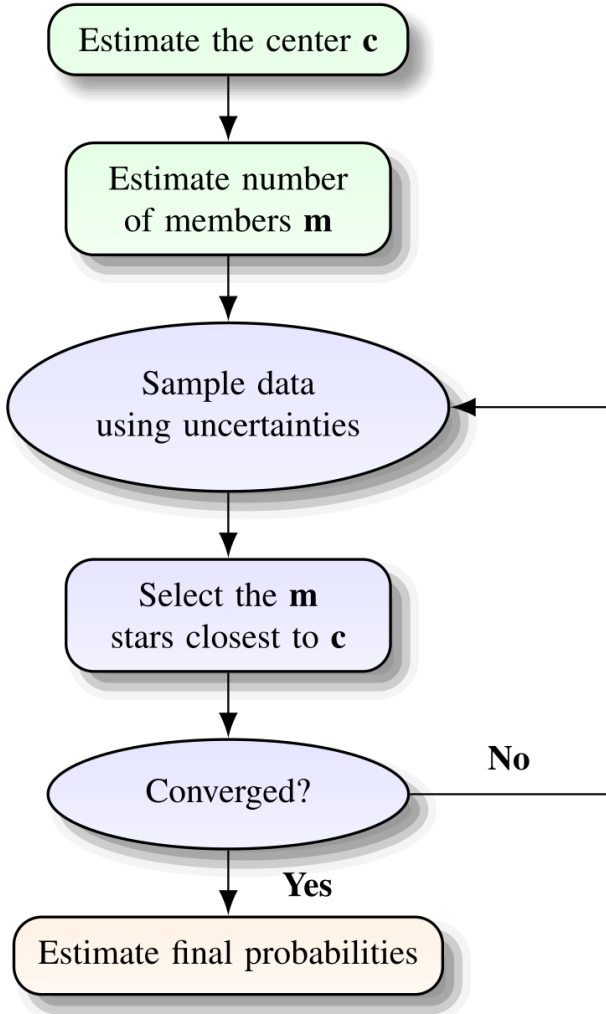 Estimate the center c
Estimate number
of members m
Sample data
using uncertainties
Select the m
stars closest to c
Converged?
No
Yes
Estimate final probabilities